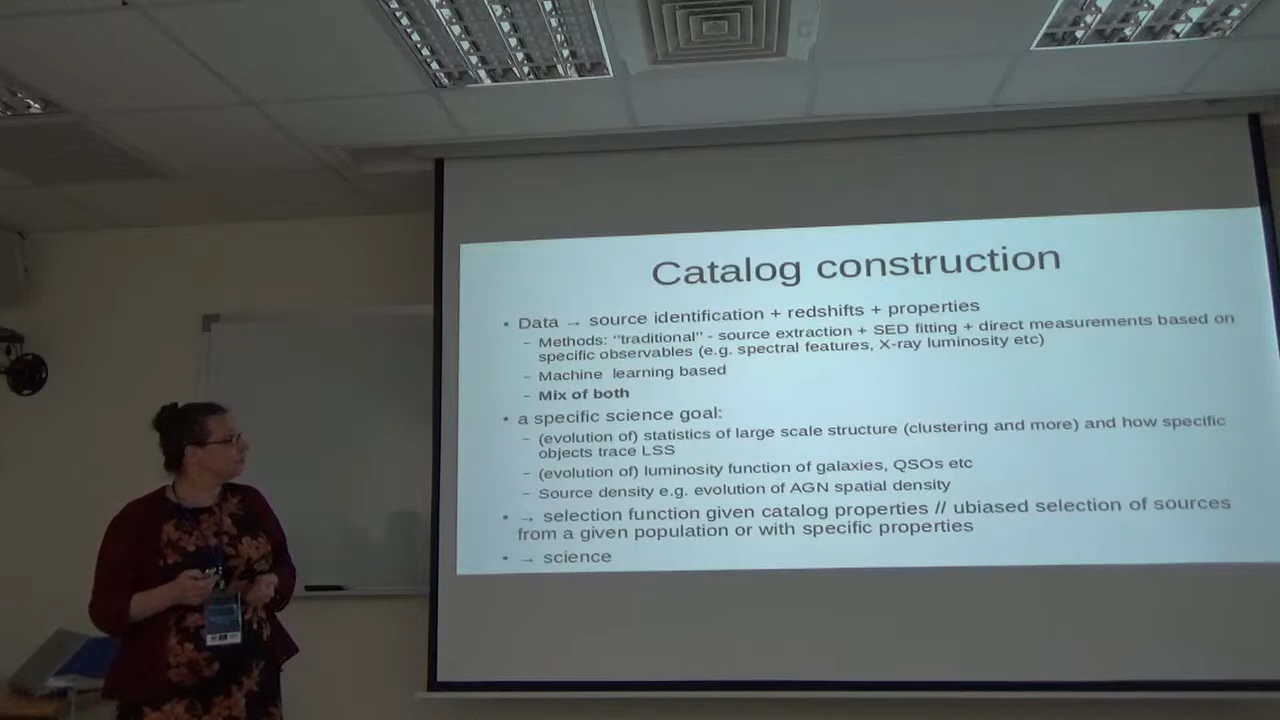 Catalog construction
• Data → source identification + redshifts + properties
– Methods: "traditional" - source extraction + SED fitting + direct measurements based on
specific observables (e.g. spectral features, X-ray luminosity etc)
– Machine learning based
– Mix of both
• a specific science goal:
– (evolution of) statistics of large scale structure (clustering and more) and how specific
objects trace LSS
– (evolution of) luminosity function of galaxies, QSOs etc
– Source density e.g. evolution of AGN spatial density
• → selection function given catalog properties // ubiased selection of sources
from a given population or with specific properties
• → science